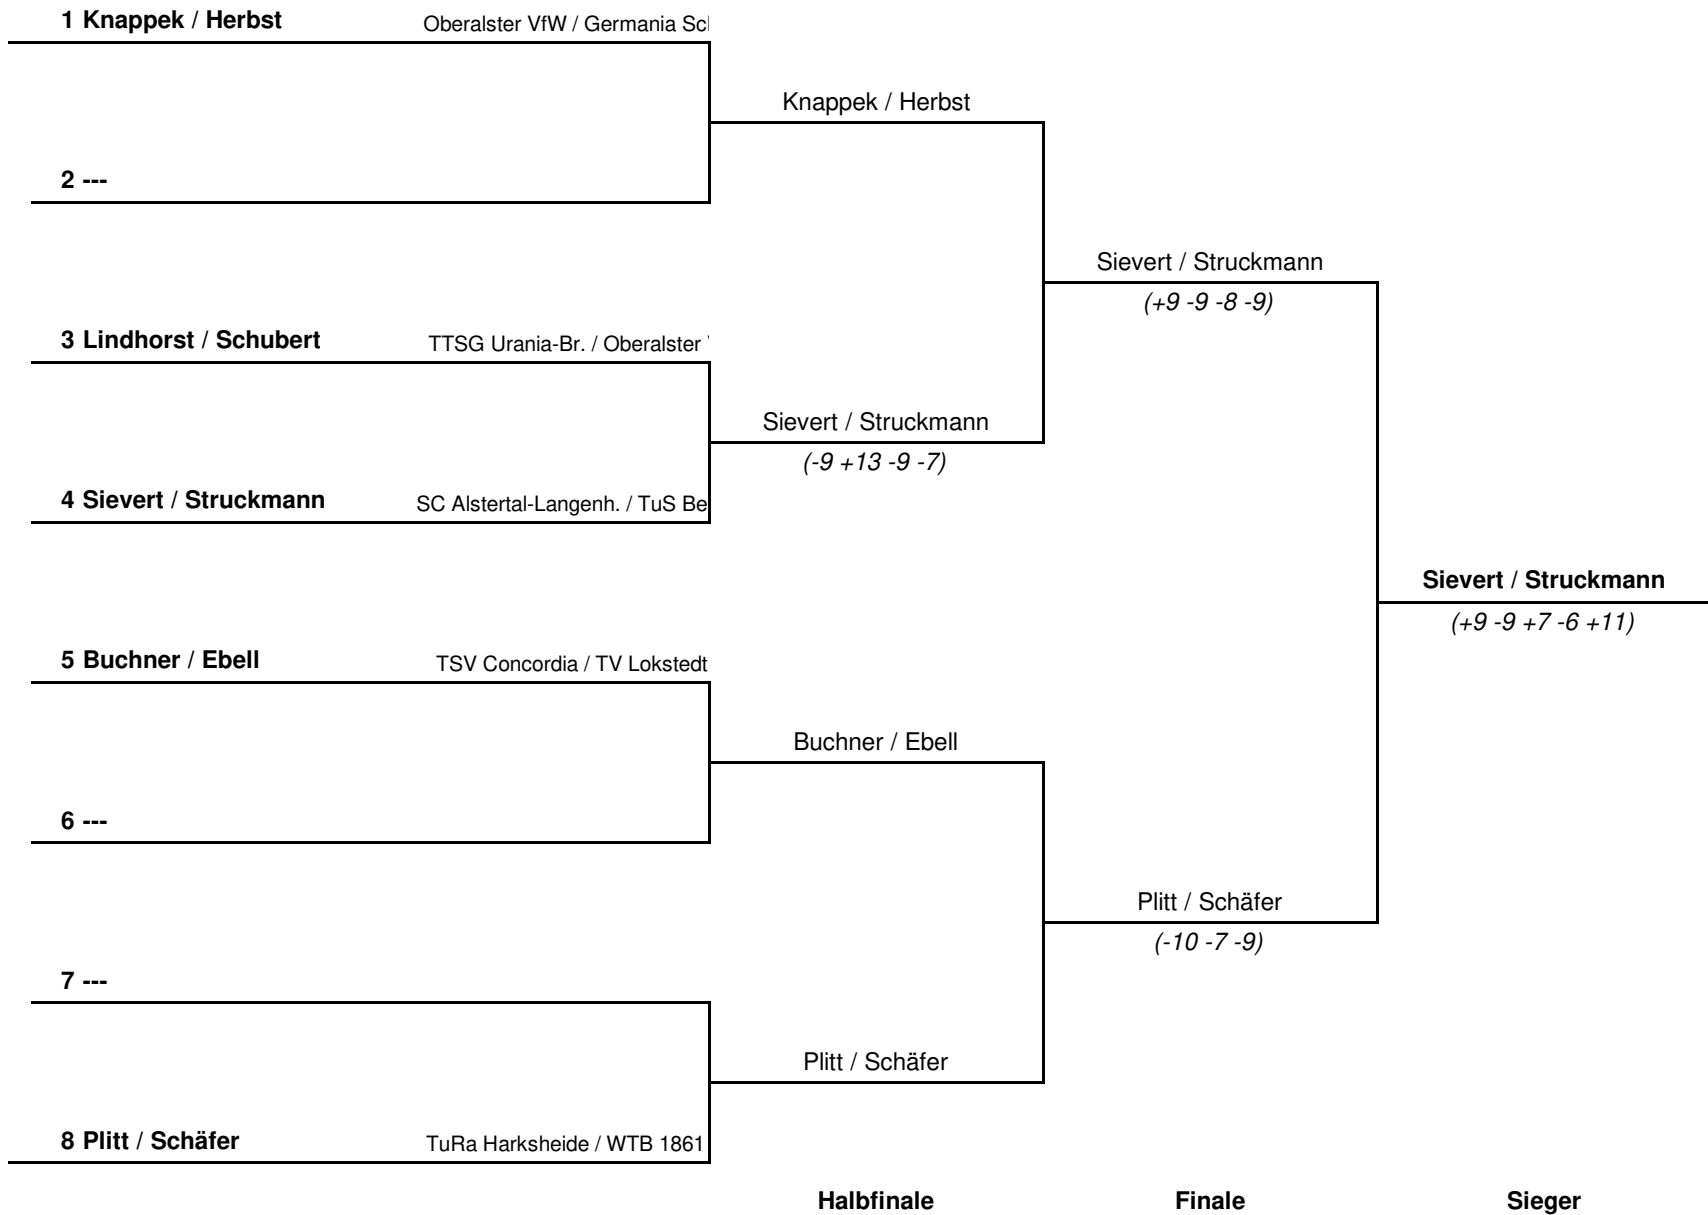 1 Knappek / Herbst Oberalster VfW / Germania Scl
Knappek / Herbst
2 ---
Sievert / Struckmann
(+9 -9 -8 -9)
3 Lindhorst / Schubert TTSG Urania-Br. / Oberalster
Sievert / Struckmann
(-9 +13 -9 -7)
4 Sievert / Struckmann SC Alstertal-Langenh. / TuS Be
Sievert / Struckmann
(+9 -9 +7 -6 +11)
5 Buchner / Ebell TSV Concordia / TV Lokstedt
Buchner / Ebell
6 ---
Plitt / Schäfer
(-10 -7 -9)
7 ---
Plitt / Schäfer
8 Plitt / Schäfer TuRa Harksheide / WTB 1861
Halbfinale Finale Sieger